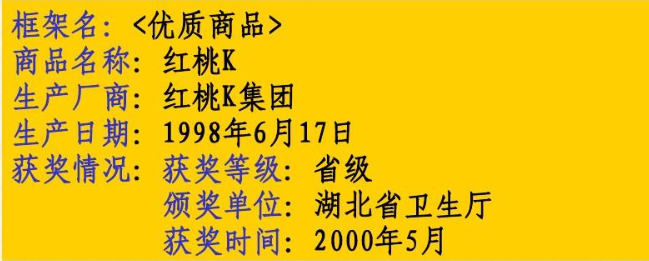 框架名：<优质商品>
商品名称：红桃K
生产厂商：红桃K集团
生产日期：1998年6月17日
获奖情况：获奖等级：省级
颁奖单位：湖北省卫生厅
获奖时间：2000年5月